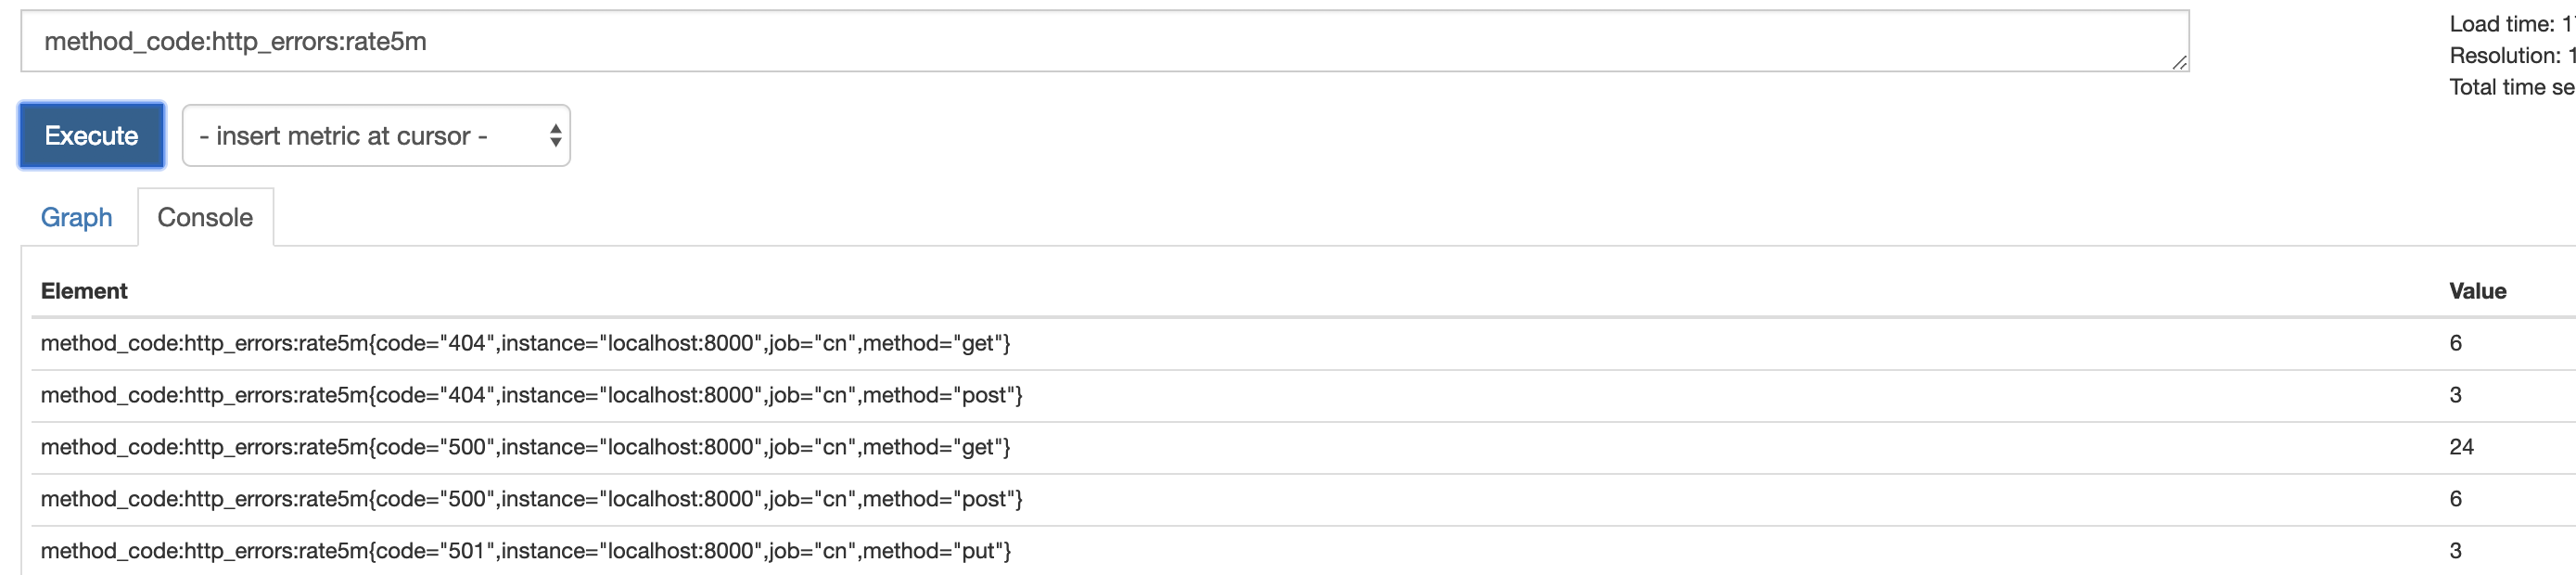 method_code:http_errors:rate5m
Load time: 1
Resolution: 1
Total time se
Execute
- insert metric at cursor -
Graph
Console
Element Value
method_code:http_errors:rate5m{code="404",instance="localhost:8000",job="cn",method="get"} 6
method_code:http_errors:rate5m{code="404",instance="localhost:8000",job="cn",method="post"} 3
method_code:http_errors:rate5m{code="500",instance="localhost:8000",job="cn",method="get"} 24
method_code:http_errors:rate5m{code="500",instance="localhost:8000",job="cn",method="post"} 6
method_code:http_errors:rate5m{code="501",instance="localhost:8000",job="cn",method="put"} 3